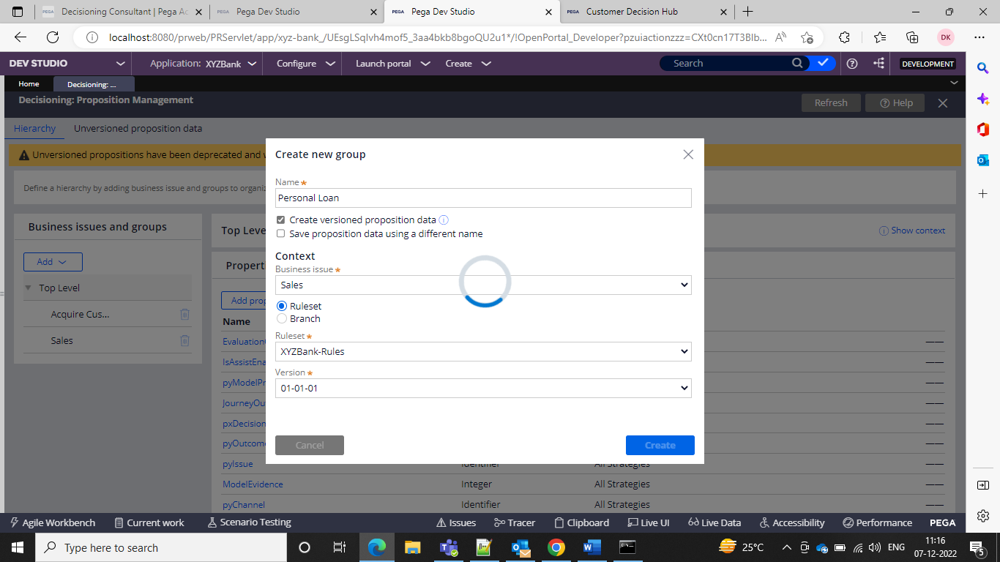 PEGA Decisioning Consultant | Pega Ac
PEGA Pega Dev Studio
PEGA Pega Dev Studio
PEGA Customer Decision Hub
localhost:8080/prweb/PRServlet/app/xyz-bank_/UEsgLSqlvh4mof5_3aa4bkb8bgoQU2u1*/!OpenPortal_Developer?pzuiactionzzz=CXt0cn17T3Blb...
DK
DEV STUDIO
Application: XYZBank
Configure
Launch portal
Create
Search
DEVELOPMENT
Home
Decisioning: ...
Decisioning: Proposition Management
Refresh
Help
Hierarchy
Unversioned proposition data
Unversioned propositions have been deprecated and
Define a hierarchy by adding business issue and groups to
Business issues and groups
Add
Top Level
Acquire Cus...
Sales
Show context
Add
Name
IsAssistEna
pyModelPr
JourneyOu
pxDecision
pyOutcom
pyIssue
Identifier
All Strategies
ModelEvidence
Integer
All Strategies
pyChannel
Identifier
All Strategies
Create new group
Name *
Personal Loan
Create versioned proposition data
Save proposition data using a different name
Context
Business issue *
Sales
Ruleset
Branch
Ruleset *
XYZBank-Rules
Version *
01-01-01
Cancel
Create
Agile Workbench
Current work
Scenario Testing
Issues
Tracer
Clipboard
Live UI
Live Data
Accessibility
Performance
PEGA
Type here to search
25°C
ENG
11:16
07-12-2022
5